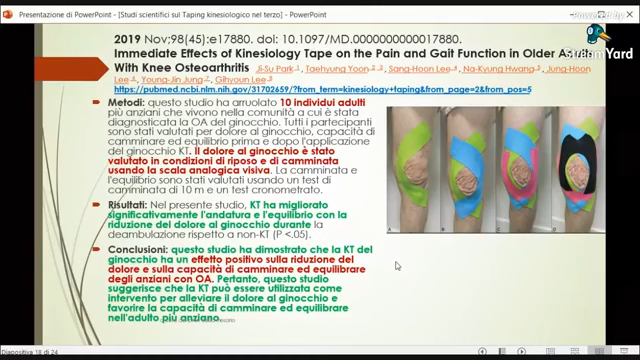 Presentazione di PowerPoint - [Studi scientifici sul Taping kinesiologico nel terzo] - PowerPoint
Powered by
StreamYard
2019 Nov;98(45):e17880. doi: 10.1097/MD.0000000000017880.
Immediate Effects of Kinesiology Tape on the Pain and Gait Function in Older Adults
With Knee Osteoarthritis Ji-Su Park, Taehyung Yoon, Sang-Hoon Lee, Na-Kyung Hwang, Jung-Hoon
Lee, Young-Jin Jung, Gihyoun Lee
https://pubmed.ncbi.nlm.nih.gov/31702659/?from_term=kinesiology+taping&from_page=2&from_pos=5
Metodi: questo studio ha arruolato 10 individui adulti
più anziani che vivono nella comunità a cui è stata
diagnosticata la OA del ginocchio. Tutti i partecipanti
sono stati valutati per dolore al ginocchio, capacità di
camminare ed equilibrio prima e dopo l'applicazione
del ginocchio KT. Il dolore al ginocchio è stato
valutato in condizioni di riposo e di camminata
usando la scala analogica visiva. La camminata e
l'equilibrio sono stati valutati usando un test di
camminata di 10 m e un test cronometrato.
Risultati: Nel presente studio, KT ha migliorato
significativamente l'andatura e l'equilibrio con la
riduzione del dolore al ginocchio durante la
deambulazione rispetto a non-KT (P <.05).
Conclusioni: questo studio ha dimostrato che la KT del
ginocchio ha un effetto positivo sulla riduzione del
dolore e sulla capacità di camminare ed equilibrare
degli anziani con OA. Pertanto, questo studio
suggerisce che la KT può essere utilizzata come
intervento per alleviare il dolore al ginocchio e
favorire la capacità di camminare ed equilibrare
nell'adulto più anziano.
Diapositiva 18 di 24